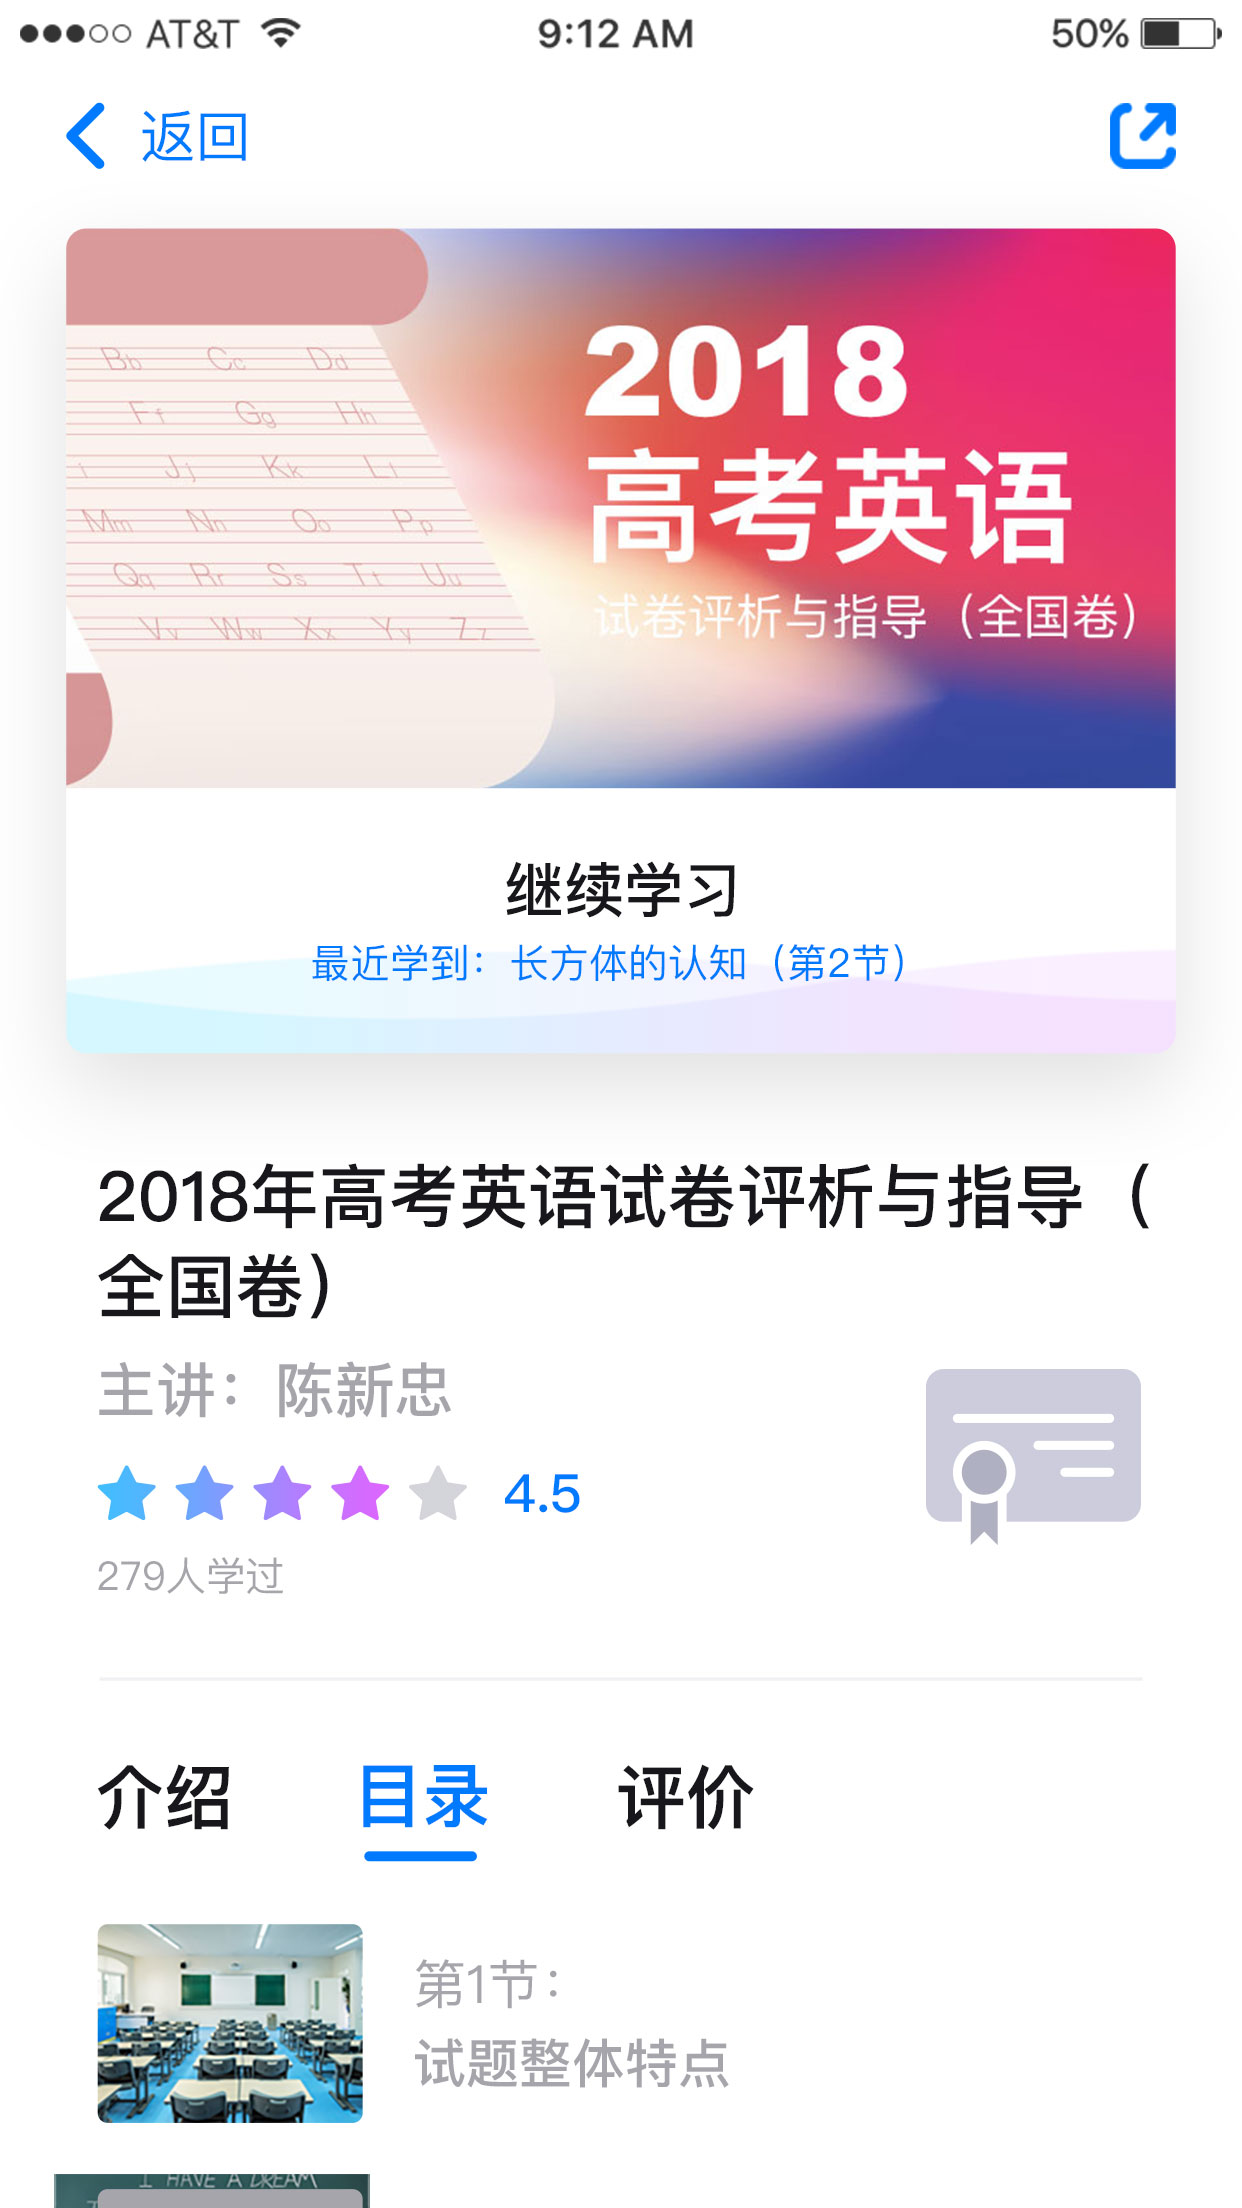 AT&T
9:12 AM
50%
返回
Bb Cc Dd
Ff Gg Hh
i Jj Kk Ll
Mm Nn Oo Pp
Qq Rr Ss Tt Uu
Vv Ww Xx Yy Zz
2018
高考英语
试卷评析与指导（全国卷）
继续学习
最近学到：长方体的认知（第2节）
2018年高考英语试卷评析与指导（
全国卷）
主讲：陈新忠
4.5
279人学过
介绍
目录
评价
第1节：
试题整体特点
I HAVE A DREAM